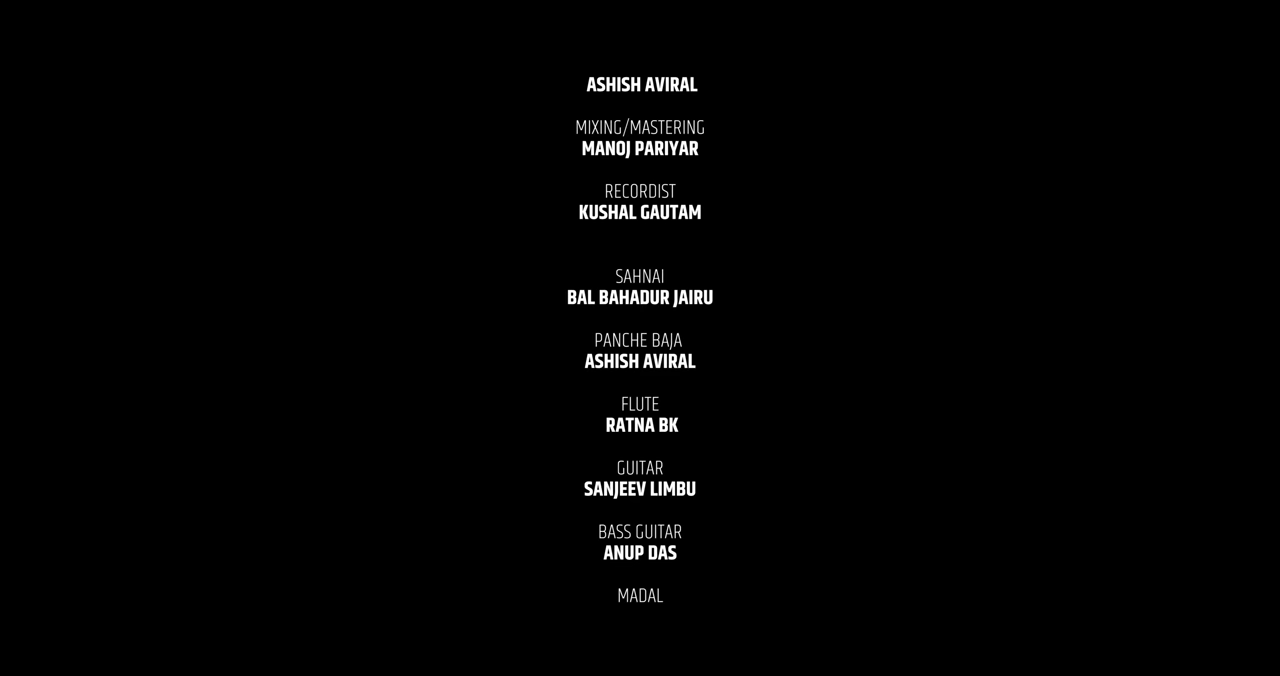 ASHISH AVIRAL
MIXING/MASTERING
MANOJ PARIYAR
RECORDIST
KUSHAL GAUTAM
SAHNAI
BAL BAHADUR JAIRU
PANCHE BAJA
ASHISH AVIRAL
FLUTE
RATNA BK
GUITAR
SANJEEV LIMBU
BASS GUITAR
ANUP DAS
MADAL